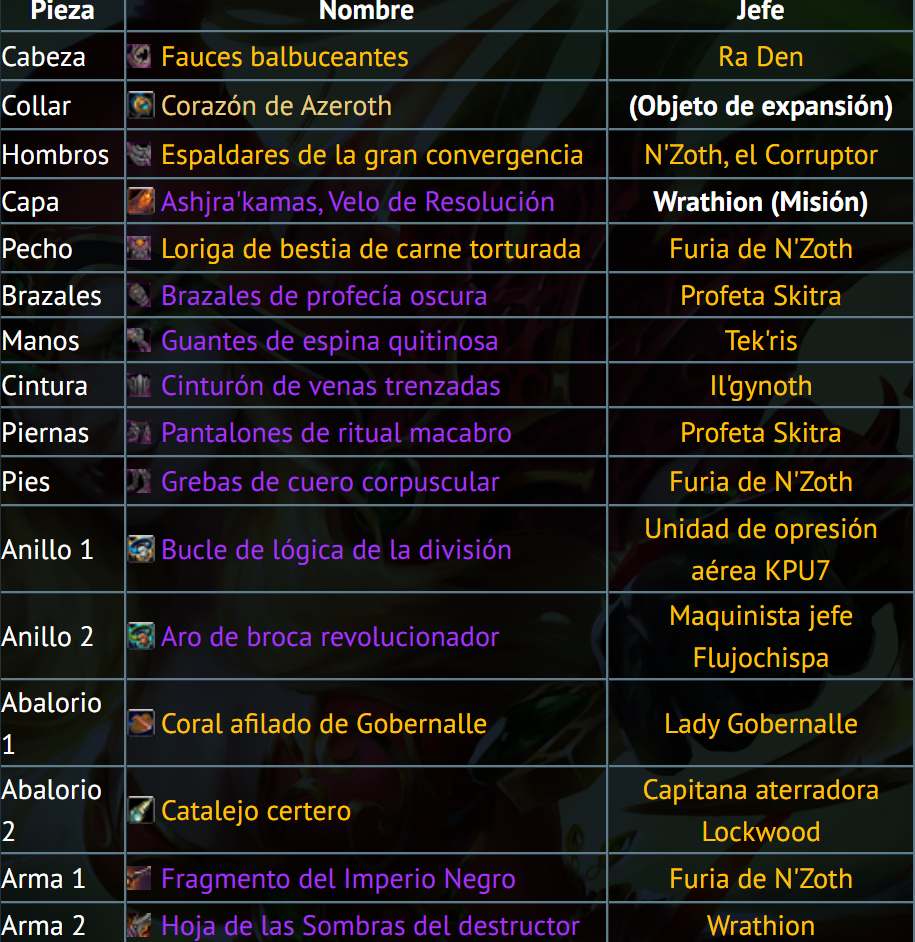 Pieza Nombre Jefe
Cabeza Fauces balbuceantes Ra Den
Collar Corazón de Azeroth (Objeto de expansión)
Hombros Espaldares de la gran convergencia N'Zoth, el Corruptor
Capa Ashjra'kamas, Velo de Resolución Wrathion (Misión)
Pecho Loriga de bestia de carne torturada Furia de N'Zoth
Brazales Brazales de profecía oscura Profeta Skitra
Manos Guantes de espina quitinosa Tek'ris
Cintura Cinturón de venas trenzadas Il'gynoth
Piernas Pantalones de ritual macabro Profeta Skitra
Pies Grebas de cuero corpuscular Furia de N'Zoth
Anillo 1 Bucle de lógica de la división Unidad de opresión
aérea KPU7
Anillo 2 Aro de broca revolucionador Maquinista jefe
Flujochispa
Abalorio
1 Coral afilado de Gobernalle Lady Gobernalle
Abalorio
2 Catalejo certero Capitana aterradora
Lockwood
Arma 1 Fragmento del Imperio Negro Furia de N'Zoth
Arma 2 Hoja de las Sombras del destructor Wrathion